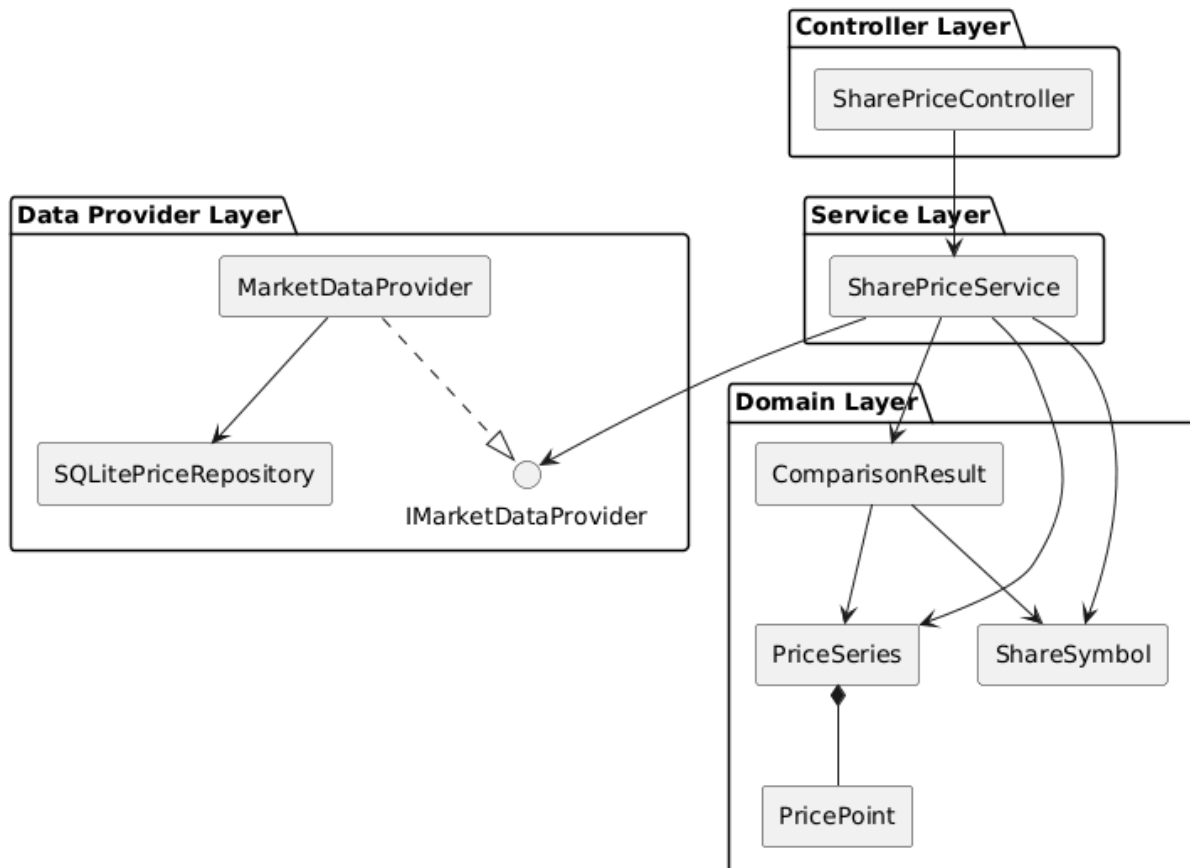 Controller Layer
SharePriceController
Data Provider Layer
Service Layer
MarketDataProvider
SharePriceService
Domain Layer
SQLitePriceRepository
IMarketDataProvider
ComparisonResult
PriceSeries
ShareSymbol
PricePoint